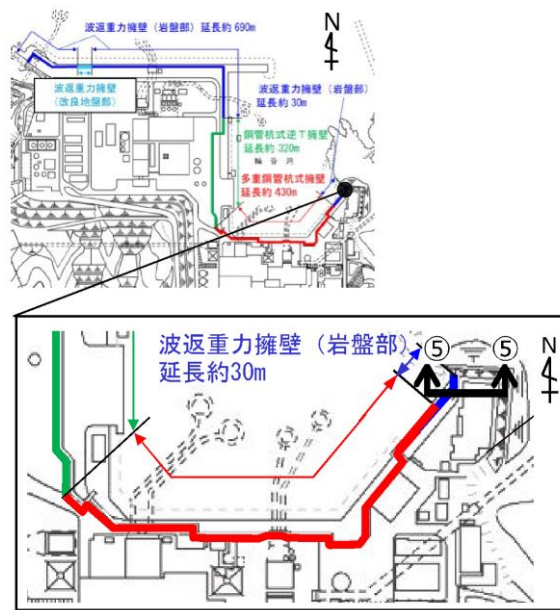 波返重力擁壁（岩盤部）延長約 690m
N
波返重力擁壁
（改良地盤部）
波返重力擁壁（岩盤部）
延長約 30m
鋼管杭式逆Ｔ擁壁
延長約 320m
輪谷湾
多重鋼管杭式擁壁
延長約 430m
波返重力擁壁（岩盤部）
延長約30m
⑤ ⑤
N